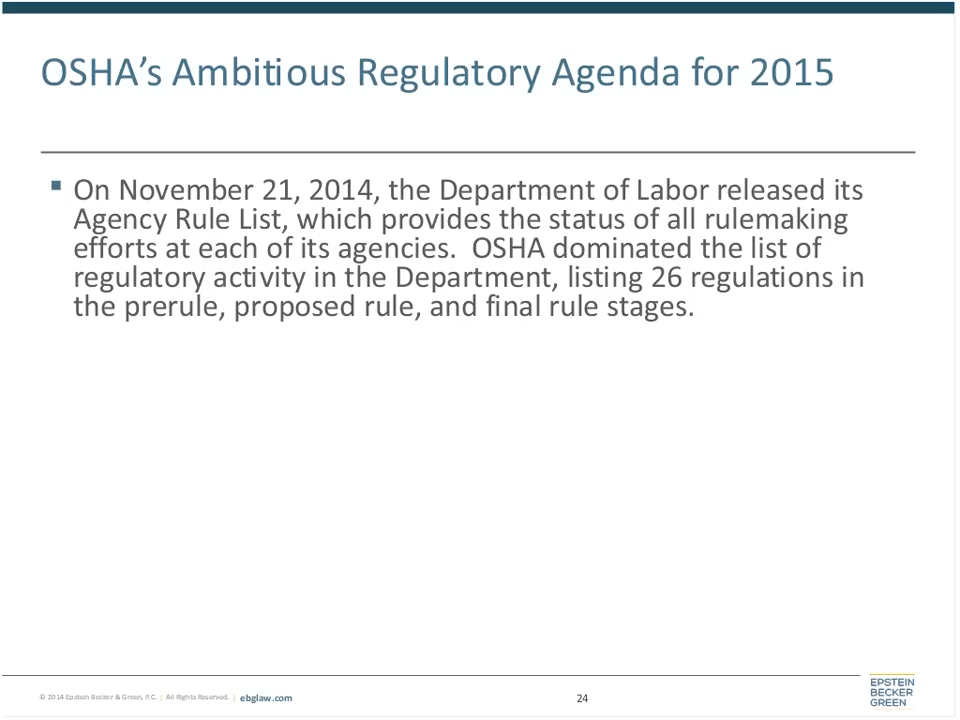 OSHA’s Ambitious Regulatory Agenda for 2015
▪ On November 21, 2014, the Department of Labor released its
Agency Rule List, which provides the status of all rulemaking
efforts at each of its agencies.  OSHA dominated the list of
regulatory activity in the Department, listing 26 regulations in
the prerule, proposed rule, and final rule stages.
© 2014 Epstein Becker & Green, P.C. | All Rights Reserved. | ebglaw.com
24
EPSTEIN
BECKER
GREEN